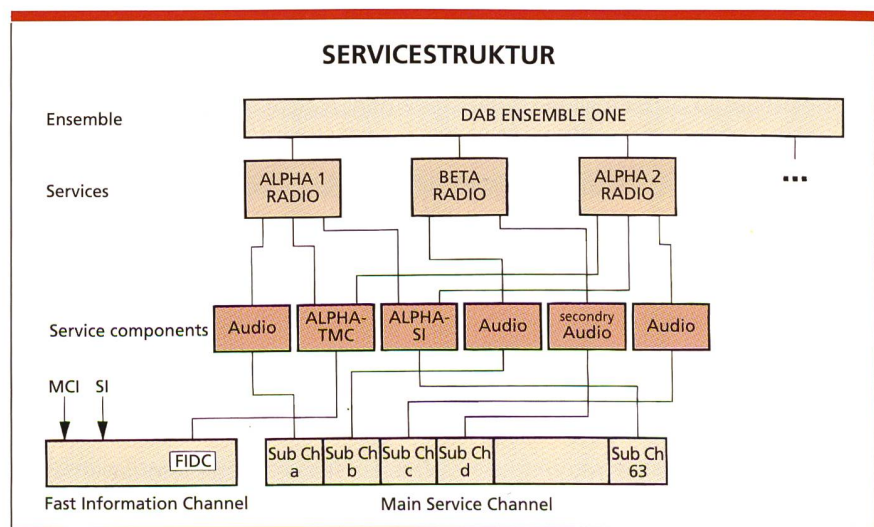 SERVICESTRUKTUR
Ensemble
DAB ENSEMBLE ONE
Services
ALPHA 1
RADIO
BETA
RADIO
ALPHA 2
RADIO
...
Service components
Audio
ALPHA-
TMC
ALPHA-
SI
Audio
secondry
Audio
Audio
MCI SI
FIDC
Sub Ch
a
Sub Ch
b
Sub Ch
c
Sub Ch
d
Sub Ch
63
Fast Information Channel
Main Service Channel